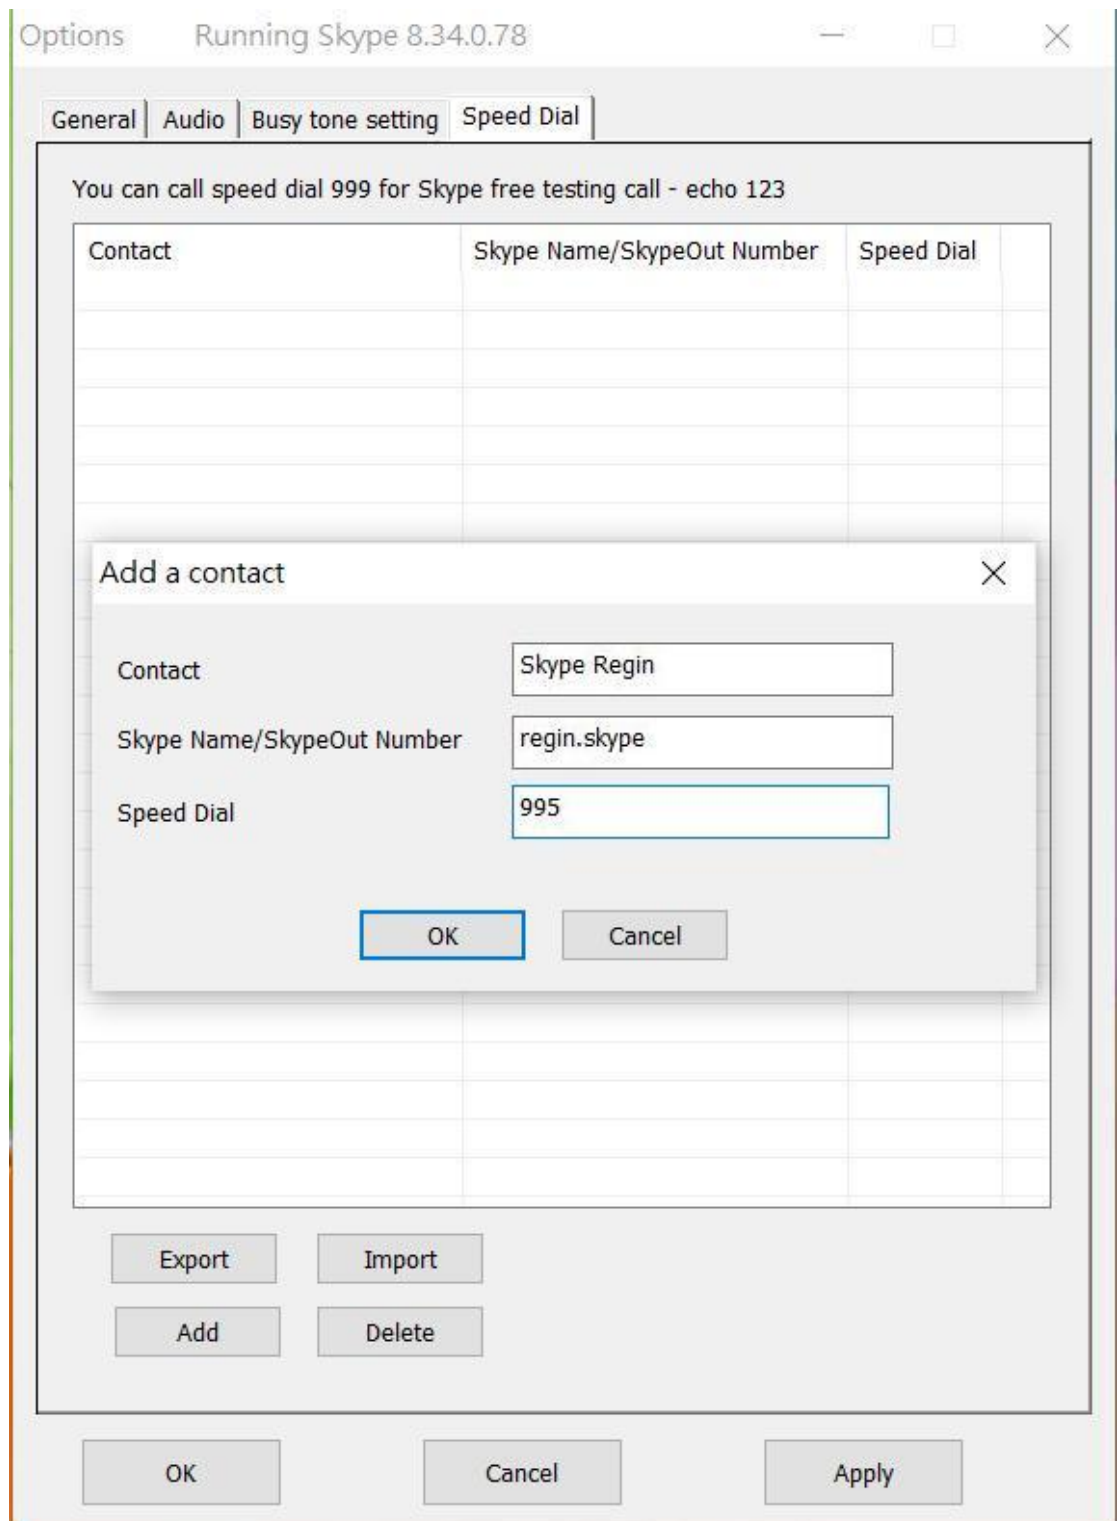 Options Running Skype 8.34.0.78
General Audio Busy tone setting Speed Dial
You can call speed dial 999 for Skype free testing call - echo 123
Contact Skype Name/SkypeOut Number Speed Dial
Add a contact
Contact Skype Regin
Skype Name/SkypeOut Number regin.skype
Speed Dial 995
OK Cancel
Export Import
Add Delete
OK Cancel Apply